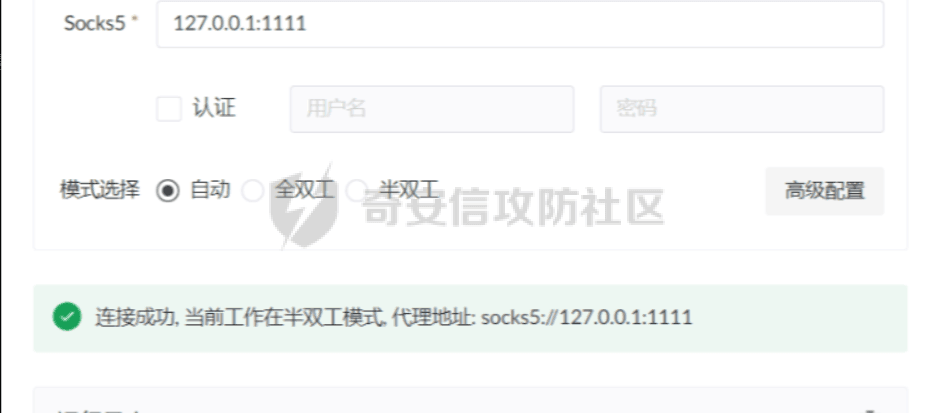 Socks5 * 127.0.0.1:1111
认证 用户名 密码
模式选择 自动 全双工 半双工 高级配置
奇安信攻防社区
连接成功, 当前工作在半双工模式, 代理地址: socks5://127.0.0.1:1111